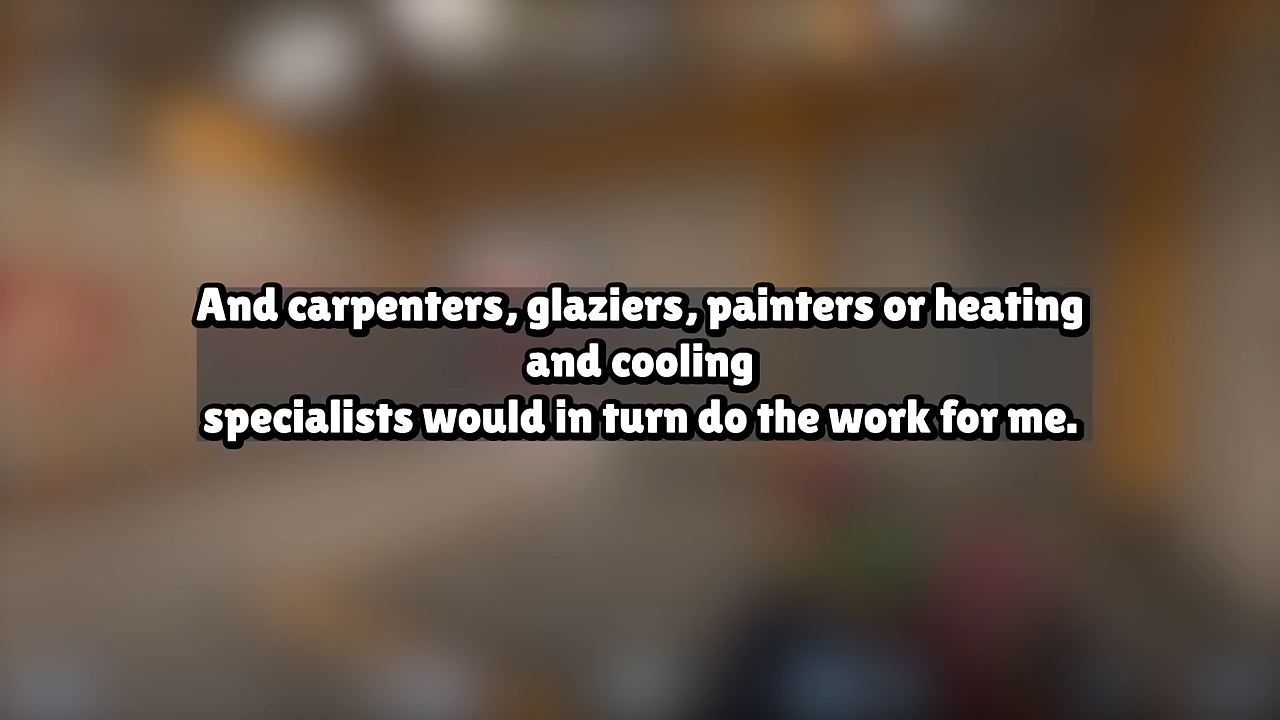 And carpenters, glaziers, painters or heating
and cooling
specialists would in turn do the work for me.